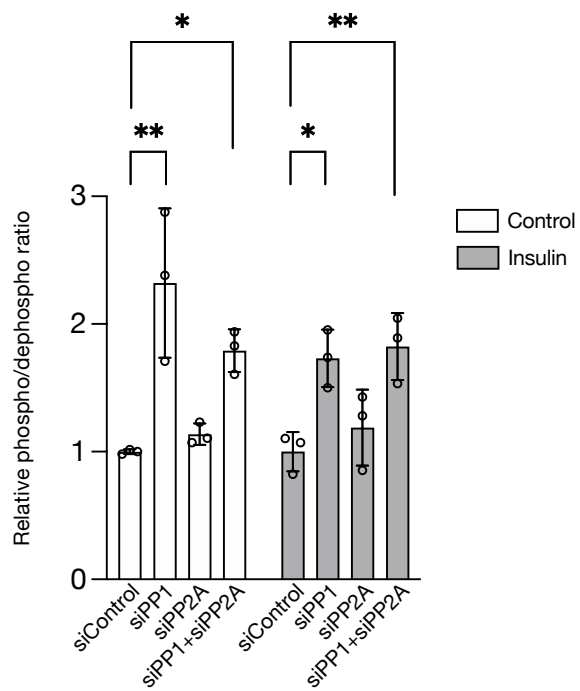 *
**
**
*
Relative phospho/dephospho ratio
3
2
1
0
Control
Insulin
siControl
siPP1
siPP2A
siPP1+siPP2A
siControl
siPP1
siPP2A
siPP1+siPP2A